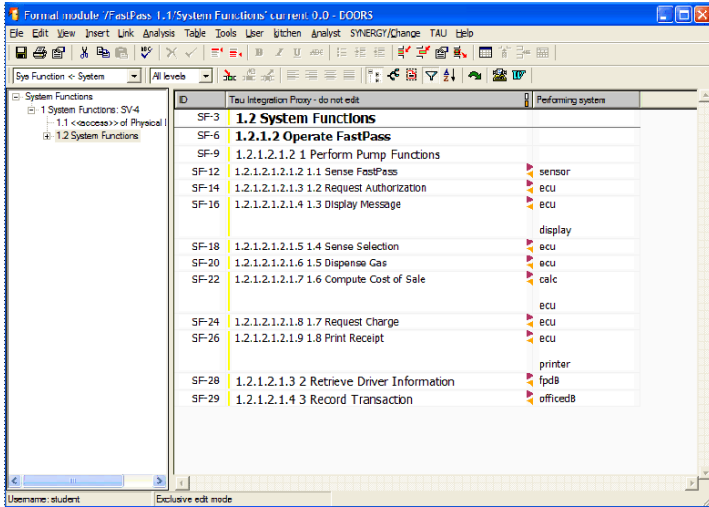 Formal module '/FastPass 1.1/System Functions' current 0.0 - DOORS
File Edit View Insert Link Analysis Table Tools User kitchen Analyst SYNERGY/Change TAU Help
Sys Function <- System All levels
System Functions
1 System Functions: SV-4
1.1 <<access>> of Physical I
1.2 System Functions
ID Tau Integration Proxy - do not edit Performing system
SF-3 1.2 System Functions
SF-6 1.2.1.2 Operate FastPass
SF-9 1.2.1.2.1.2 1 Perform Pump Functions
SF-12 1.2.1.2.1.2.1.2 1.1 Sense FastPass sensor
SF-14 1.2.1.2.1.2.1.3 1.2 Request Authorization ecu
SF-16 1.2.1.2.1.2.1.4 1.3 Display Message ecu
display
SF-18 1.2.1.2.1.2.1.5 1.4 Sense Selection ecu
SF-20 1.2.1.2.1.2.1.6 1.5 Dispense Gas ecu
SF-22 1.2.1.2.1.2.1.7 1.6 Compute Cost of Sale calc
ecu
SF-24 1.2.1.2.1.2.1.8 1.7 Request Charge ecu
SF-26 1.2.1.2.1.2.1.9 1.8 Print Receipt ecu
printer
SF-28 1.2.1.2.1.3 2 Retrieve Driver Information fpdB
SF-29 1.2.1.2.1.4 3 Record Transaction officedB
Username: student Exclusive edit mode